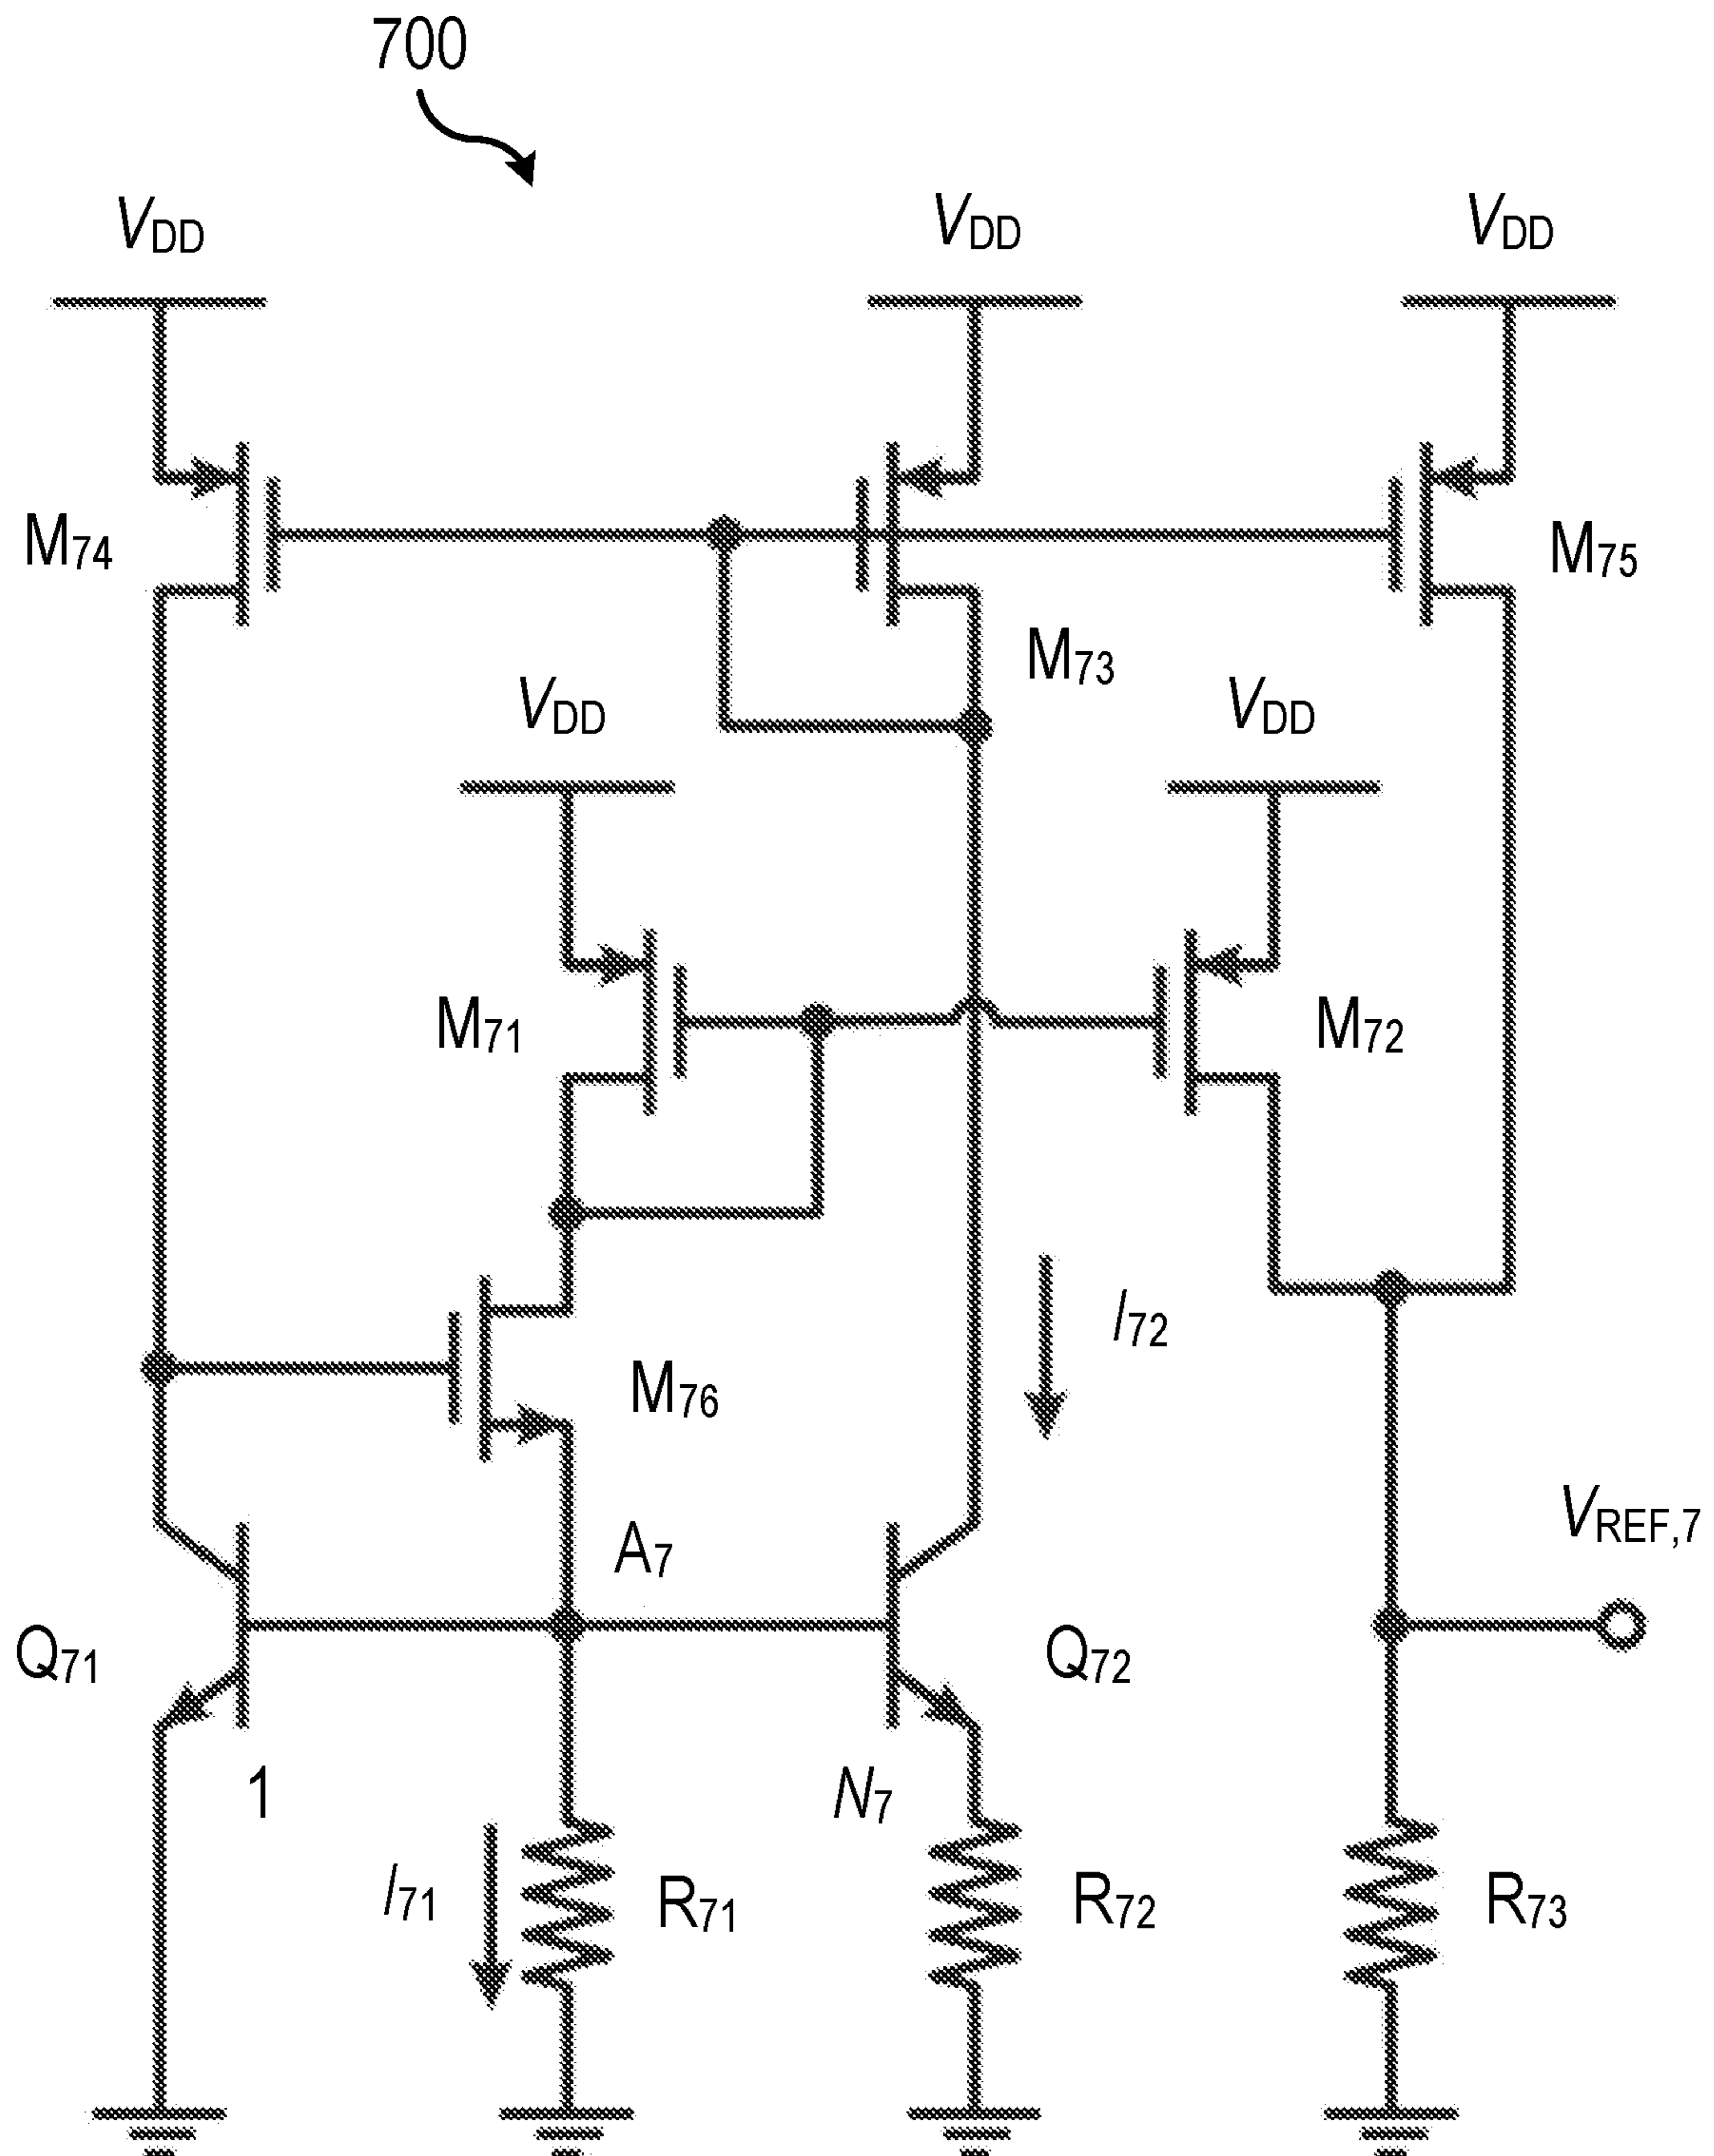 700
VDD
VDD
VDD
M74
M75
M73
VDD
VDD
M71
M72
I72
M76
VREF,7
A7
Q71
Q72
1
N7
I71
R71
R72
R73